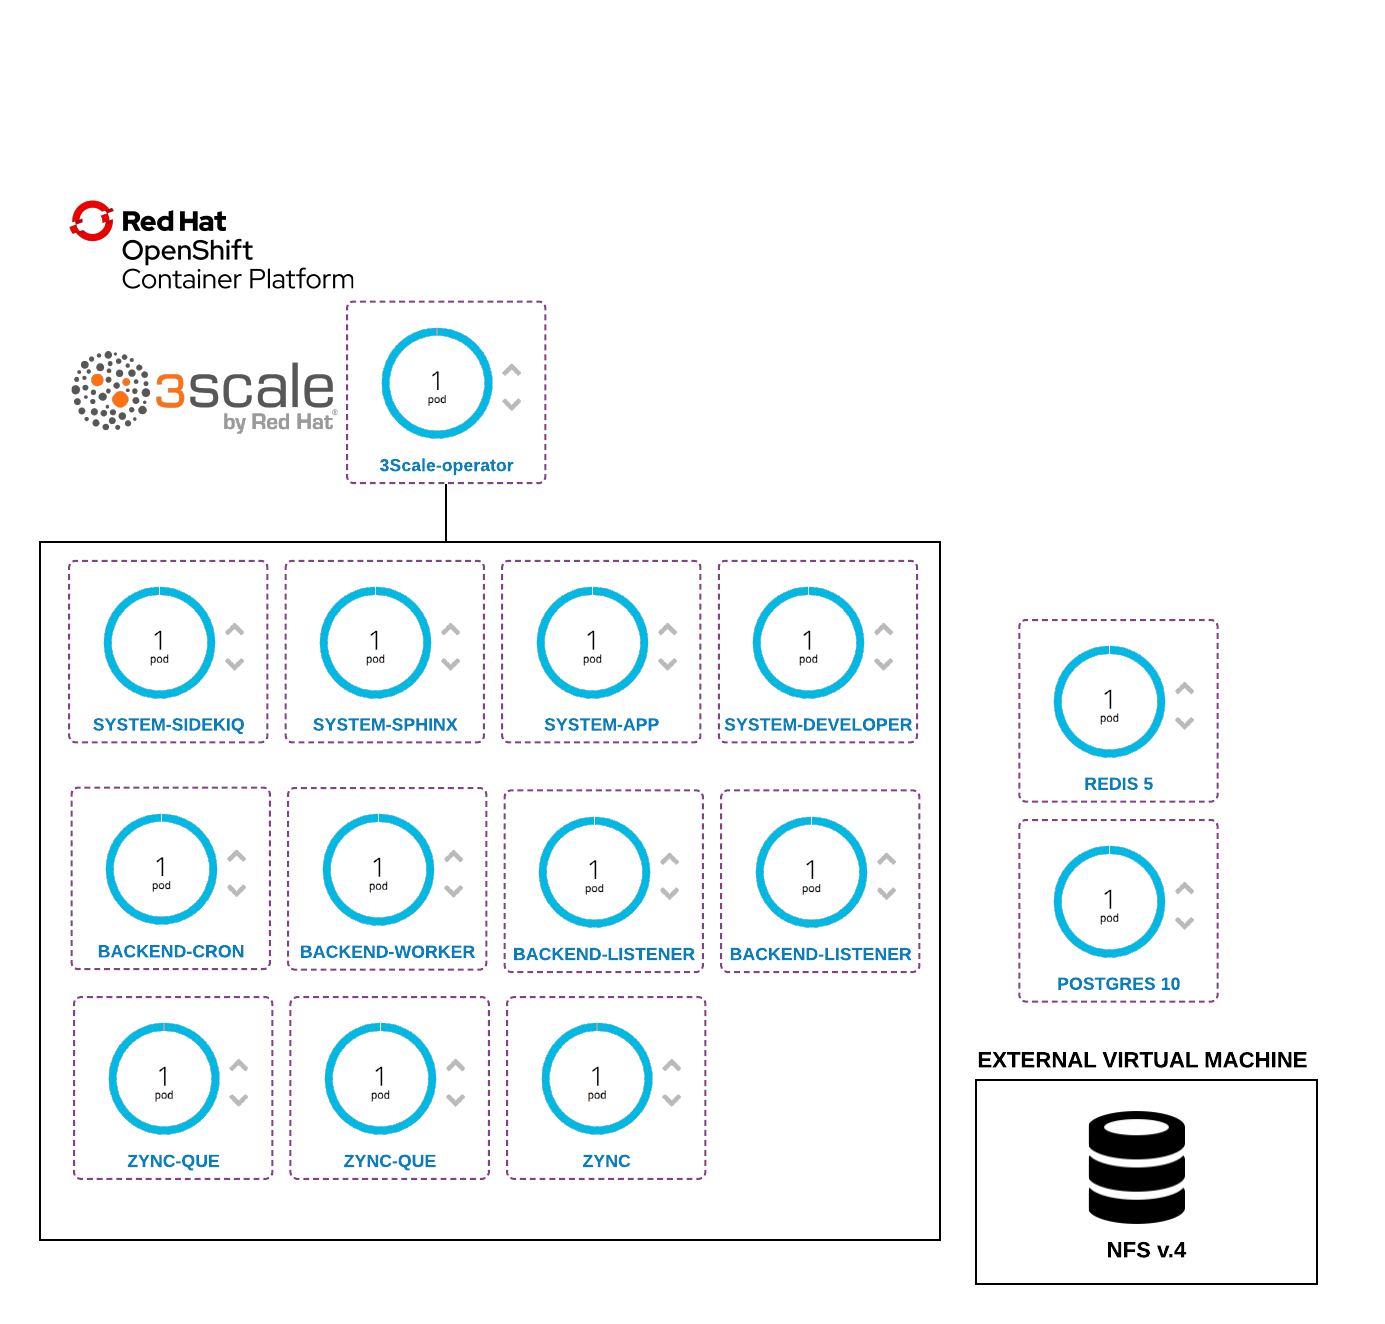 Red Hat
OpenShift
Container Platform
3scale
by Red Hat®
1
pod
3Scale-operator
1
pod
SYSTEM-SIDEKIQ
1
pod
SYSTEM-SPHINX
1
pod
SYSTEM-APP
1
pod
SYSTEM-DEVELOPER
1
pod
BACKEND-CRON
1
pod
BACKEND-WORKER
1
pod
BACKEND-LISTENER
1
pod
BACKEND-LISTENER
1
pod
ZYNC-QUE
1
pod
ZYNC-QUE
1
pod
ZYNC
1
pod
REDIS 5
1
pod
POSTGRES 10
EXTERNAL VIRTUAL MACHINE
NFS v.4